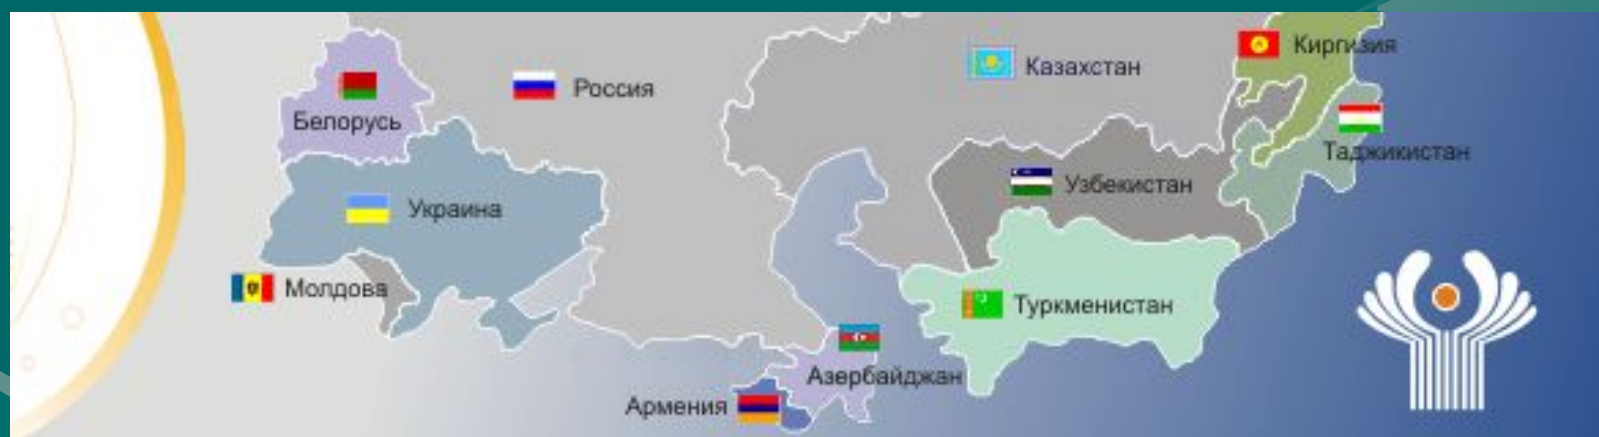 Киргизия
Казахстан
Россия
Белорусь
Таджикистан
Узбекистан
Украина
Молдова
Туркменистан
Азербайджан
Армения